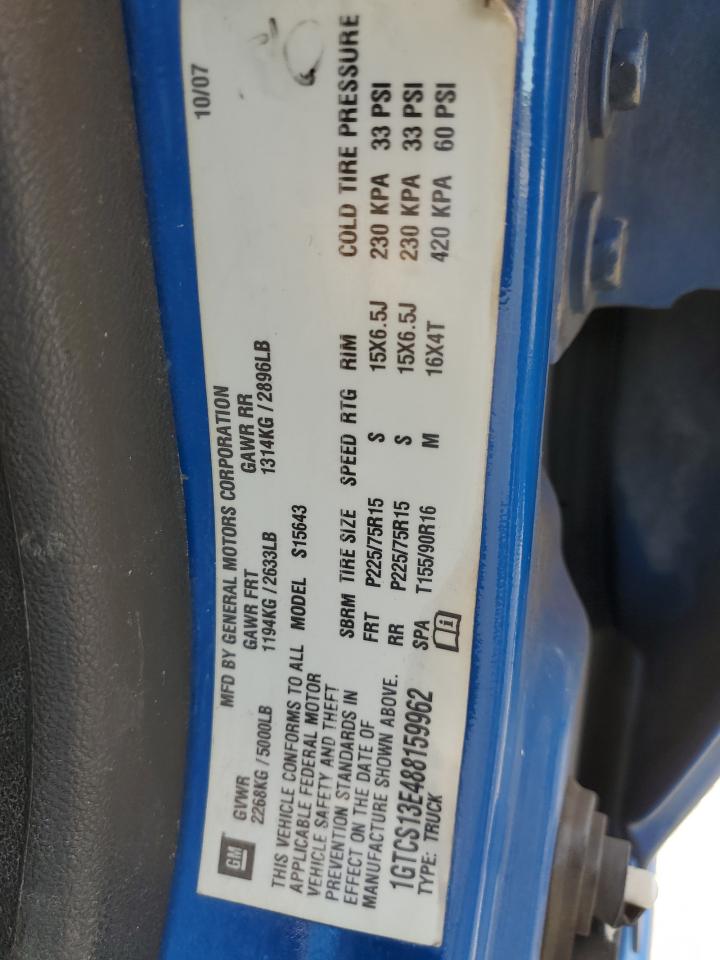 GM
MFD BY GENERAL MOTORS CORPORATION 10/07
GVWR GAWR FRT GAWR RR
2268KG / 5000LB 1194KG / 2633LB 1314KG / 2896LB
THIS VEHICLE CONFORMS TO ALL
APPLICABLE FEDERAL MOTOR
VEHICLE SAFETY AND THEFT
PREVENTION STANDARDS IN
EFFECT ON THE DATE OF
MANUFACTURE SHOWN ABOVE.
1GTCS13E488159962
TYPE: TRUCK
MODEL S15643
SBRM TIRE SIZE SPEED RTG RIM COLD TIRE PRESSURE
FRT P225/75R15 S 15X6.5J 230 KPA 33 PSI
RR P225/75R15 S 15X6.5J 230 KPA 33 PSI
SPA T155/90R16 M 16X4T 420 KPA 60 PSI